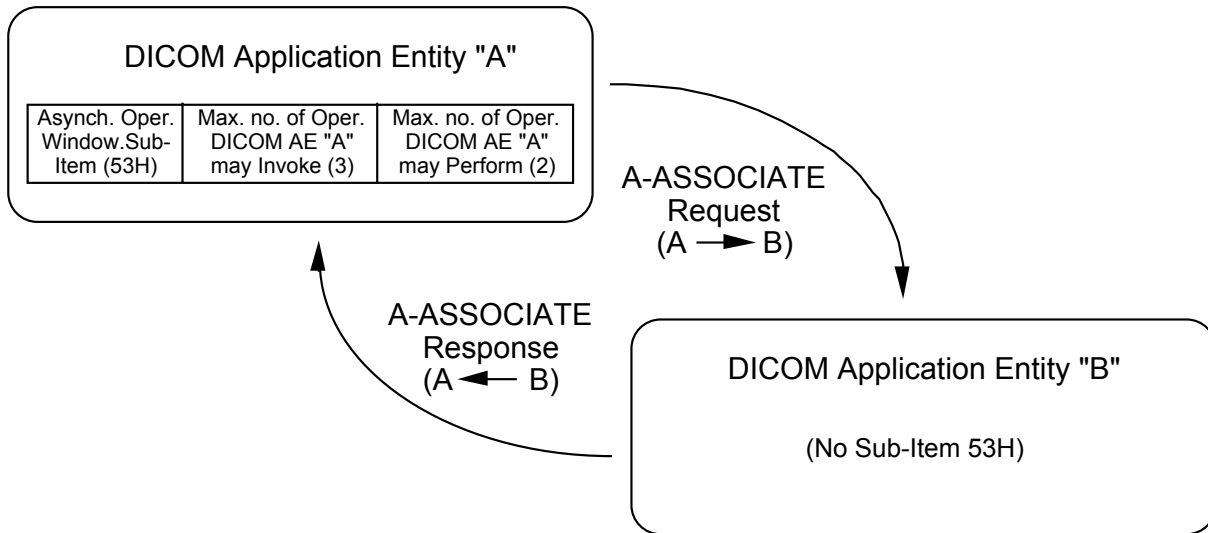 DICOM Application Entity "A"
Asynch. Oper.
Window.Sub-
Item (53H)
Max. no. of Oper.
DICOM AE "A"
may Invoke (3)
Max. no. of Oper.
DICOM AE "A"
may Perform (2)
A-ASSOCIATE
Request
(A B)
A-ASSOCIATE
Response
(A B)
DICOM Application Entity "B"
(No Sub-Item 53H)